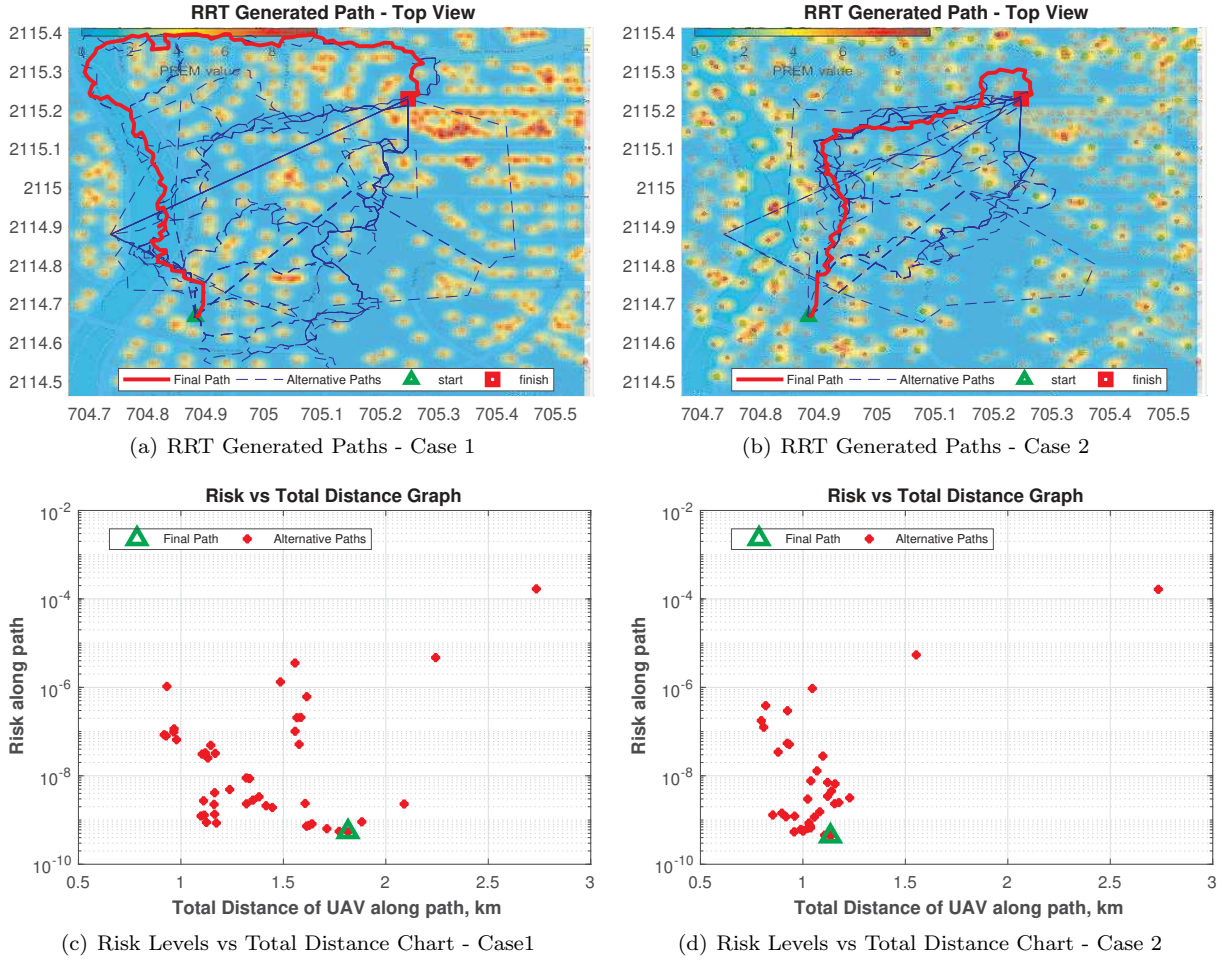 RRT Generated Path - Top View
2115.4
2115.3
2115.2
2115.1
2115
2114.9
2114.8
2114.7
2114.6
2114.5
0 2 4 6 8
PREM value
Final Path Alternative Paths start finish
704.7 704.8 704.9 705 705.1 705.2 705.3 705.4 705.5
(a) RRT Generated Paths - Case 1
RRT Generated Path - Top View
2115.4
2115.3
2115.2
2115.1
2115
2114.9
2114.8
2114.7
2114.6
2114.5
0 2 4 6 8
PREM value
Final Path Alternative Paths start finish
704.7 704.8 704.9 705 705.1 705.2 705.3 705.4 705.5
(b) RRT Generated Paths - Case 2
Risk vs Total Distance Graph
Final Path Alternative Paths
Risk along path
10-2
10-4
10-6
10-8
10-10
0.5 1 1.5 2 2.5 3
Total Distance of UAV along path, km
(c) Risk Levels vs Total Distance Chart - Case1
Risk vs Total Distance Graph
Final Path Alternative Paths
Risk along path
10-2
10-4
10-6
10-8
10-10
0.5 1 1.5 2 2.5 3
Total Distance of UAV along path, km
(d) Risk Levels vs Total Distance Chart - Case 2